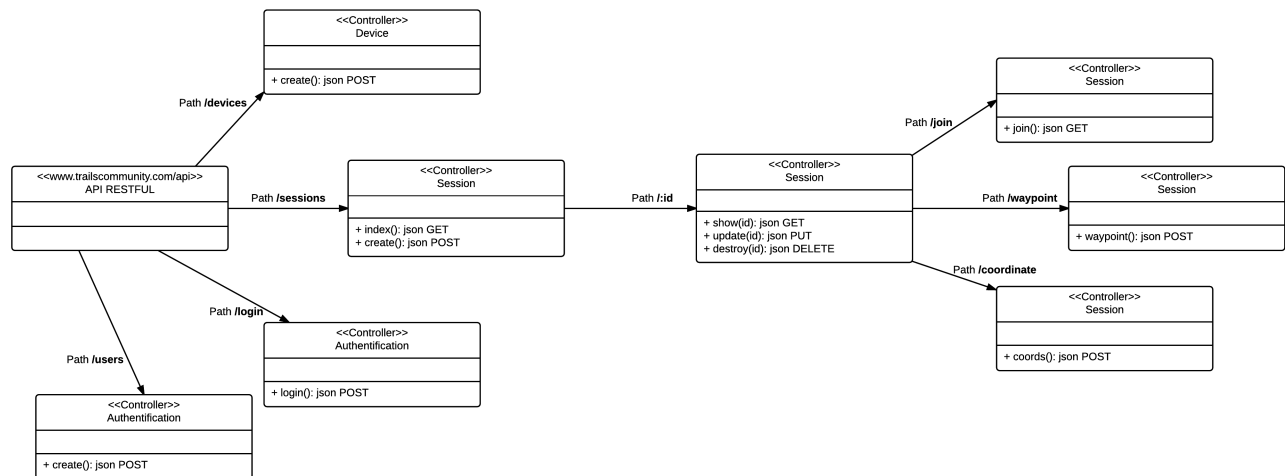 <<Controller>>
Device
+ create(): json POST
Path /devices
<<www.trailscommunity.com/api>>
API RESTFUL
Path /sessions
<<Controller>>
Session
+ index(): json GET
+ create(): json POST
Path /:id
<<Controller>>
Session
+ show(id): json GET
+ update(id): json PUT
+ destroy(id): json DELETE
Path /join
<<Controller>>
Session
+ join(): json GET
Path /waypoint
<<Controller>>
Session
+ waypoint(): json POST
Path /coordinate
<<Controller>>
Session
+ coords(): json POST
Path /login
<<Controller>>
Authentification
+ login(): json POST
Path /users
<<Controller>>
Authentification
+ create(): json POST